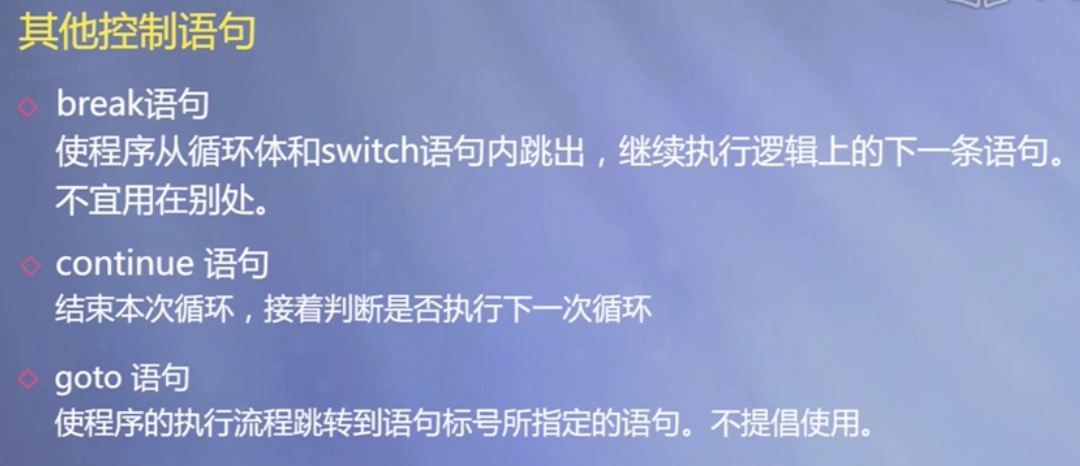 其他控制语句
break语句
使程序从循环体和switch语句内跳出，继续执行逻辑上的下一条语句。
不宜用在别处。
continue 语句
结束本次循环，接着判断是否执行下一次循环
goto 语句
使程序的执行流程跳转到语句标号所指定的语句。不提倡使用。